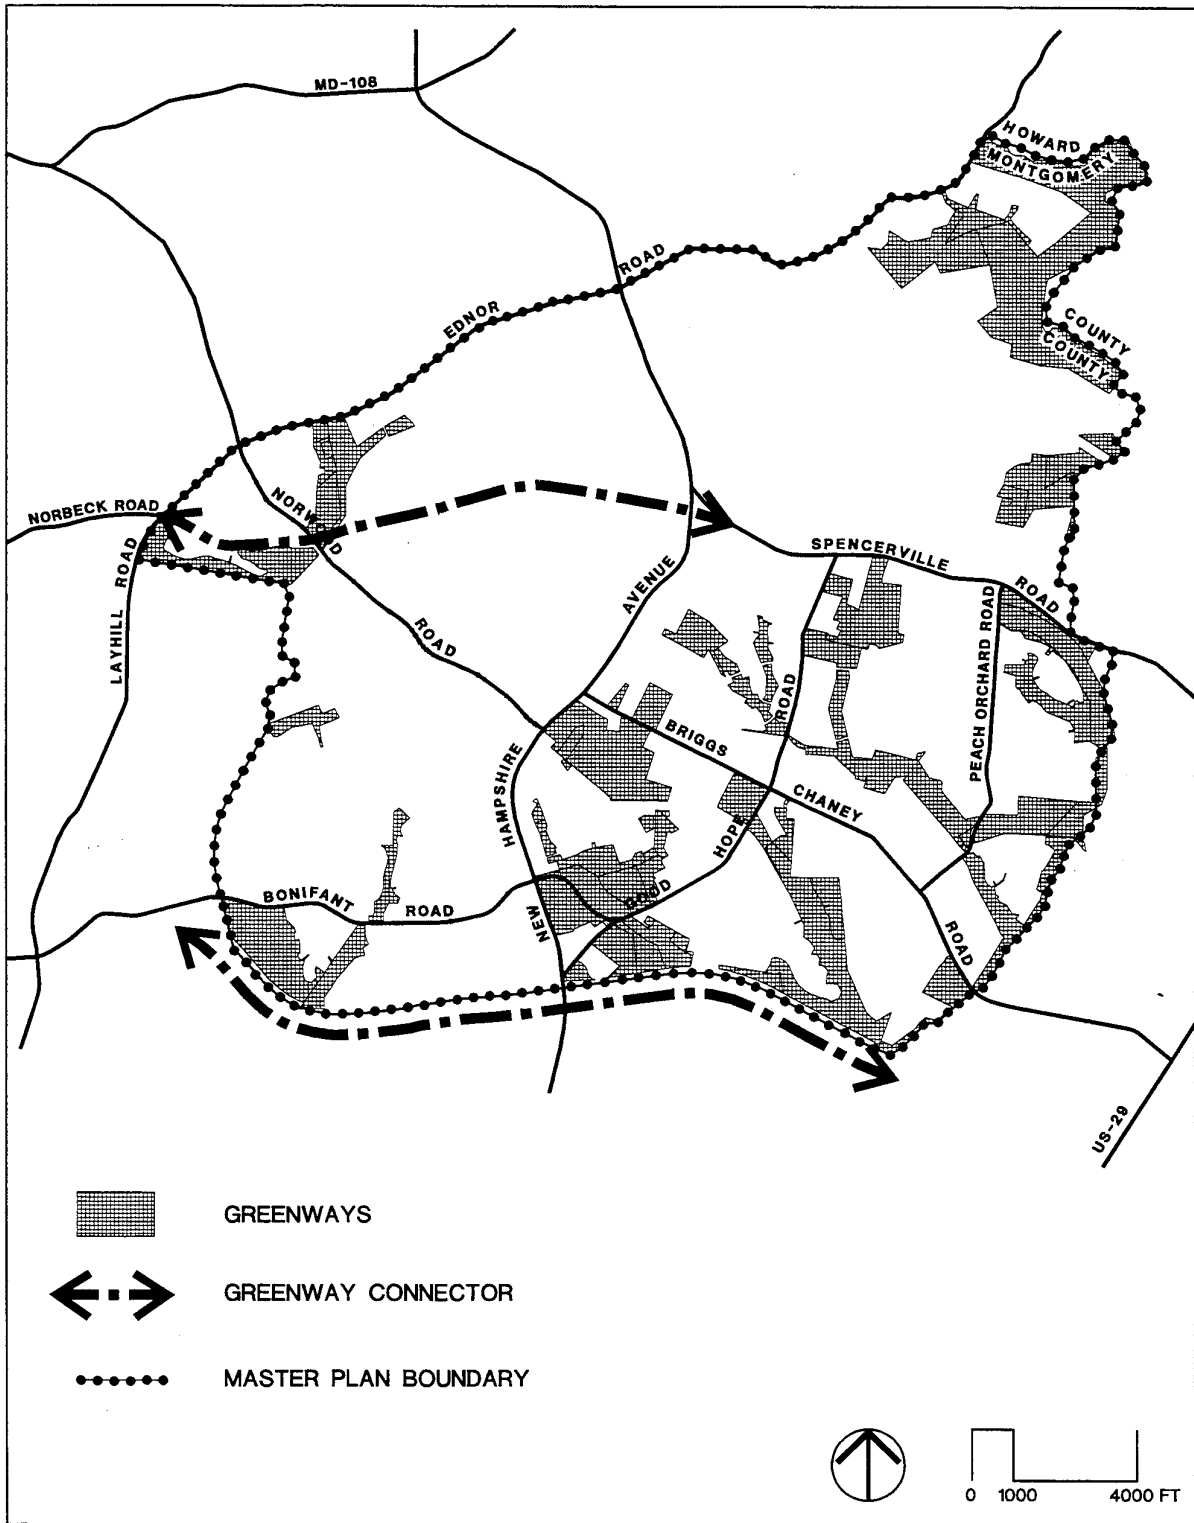 MD-108
HOWARD
MONTGOMERY
ROAD
EDNOR
COUNTY
COUNTY
NORBECK ROAD
NORWOOD
SPENCERVILLE
ROAD
AVENUE
LAYHILL
ROAD
ROAD
PEACH ORCHARD ROAD
ROAD
BRIGGS
CHANEY
HAMPSHIRE
HOPE
BONIFANT
ROAD
GOOD
NEW
ROAD
US-29
GREENWAYS
GREENWAY CONNECTOR
MASTER PLAN BOUNDARY
0 1000 4000 FT